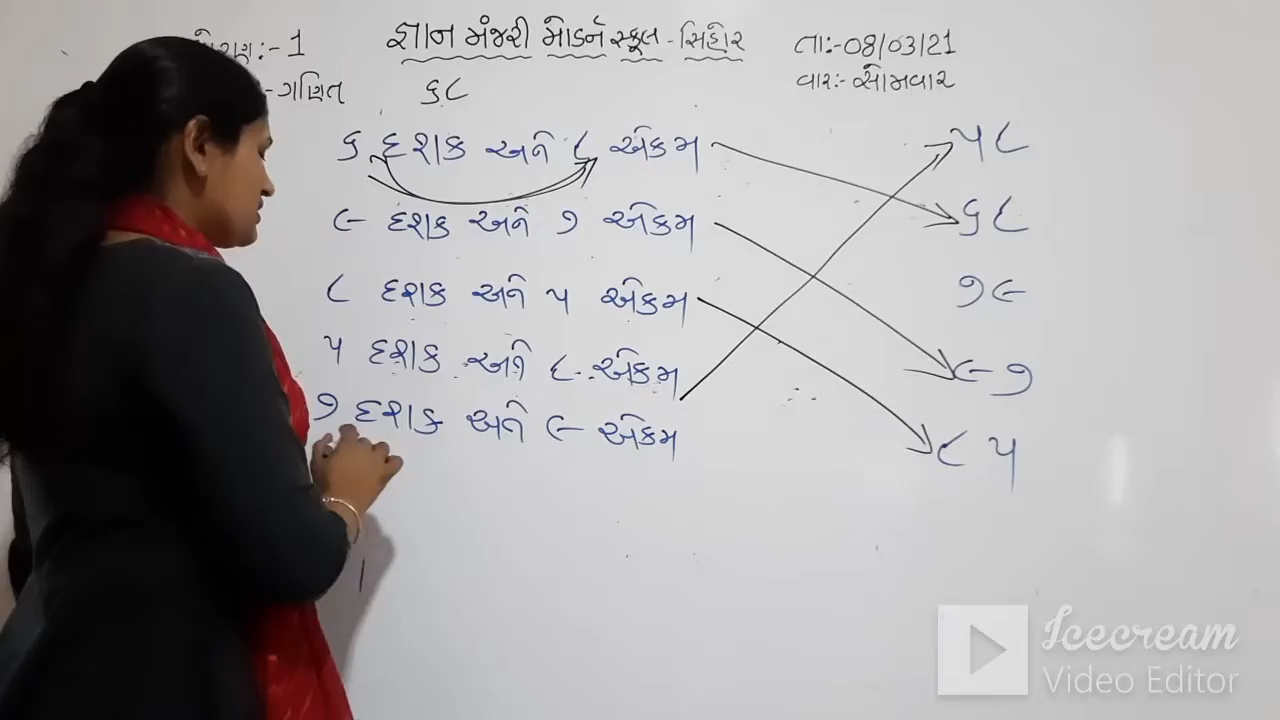 :- 1 જ્ઞાન મંજરી મોડર્ન સ્કૂલ - સિહોર તા:- 08/03/21
- ગણિત ૬૮ વાર:- સોમવાર
૬ દશક અને ૮ એકમ ૫૮
૯ દશક અને ૭ એકમ ૬૮
૮ દશક અને ૫ એકમ ૭૯
૫ દશક અને ૮ એકમ ૯૭
૭ દશક અને ૯ એકમ ૮૫
Icecream
Video Editor